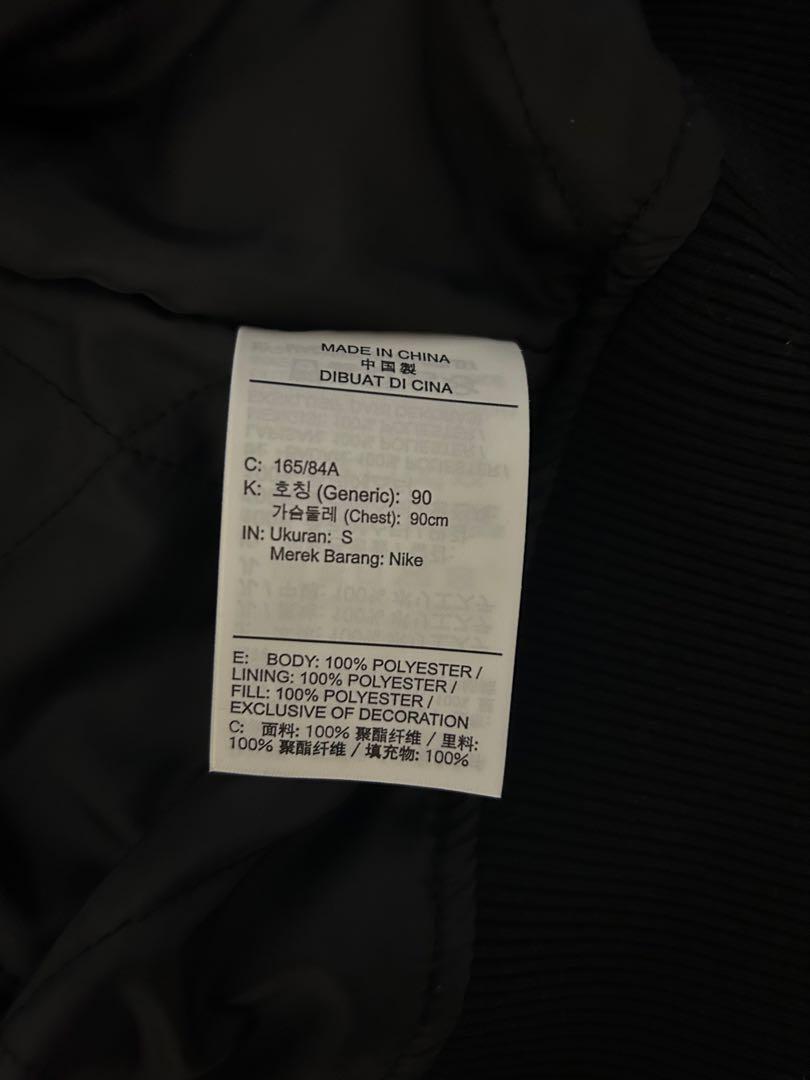 MADE IN CHINA
中国製
DIBUAT DI CINA
C: 165/84A
K: 호칭 (Generic): 90
가슴둘레 (Chest): 90cm
IN: Ukuran: S
Merek Barang: Nike
E: BODY: 100% POLYESTER /
LINING: 100% POLYESTER /
FILL: 100% POLYESTER /
EXCLUSIVE OF DECORATION
C: 面料: 100% 聚酯纤维 / 里料:
100% 聚酯纤维 / 填充物: 100%